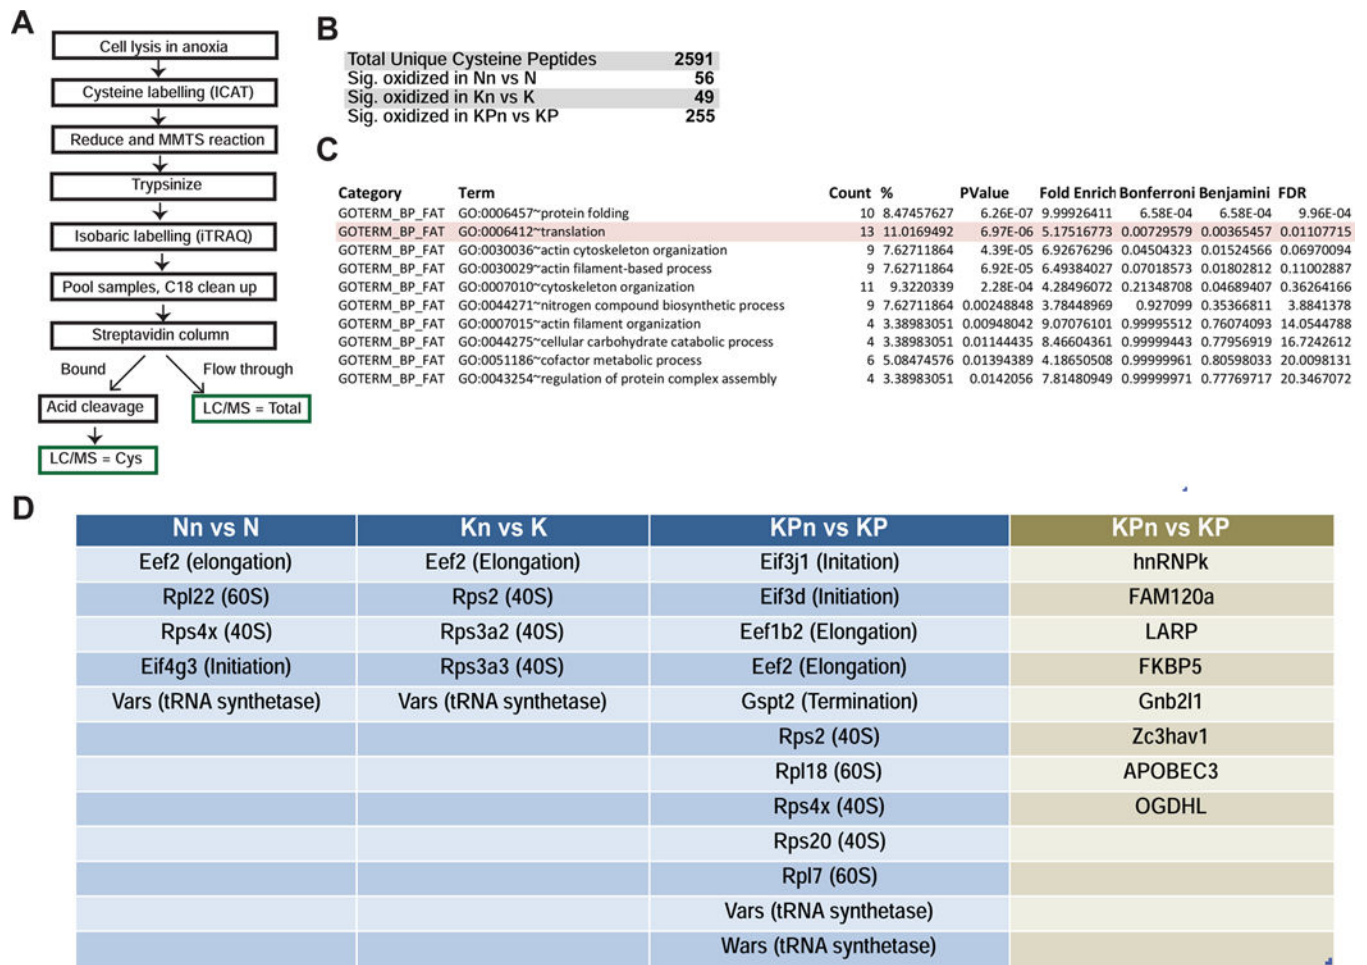 A
Cell lysis in anoxia
Cysteine labelling (ICAT)
Reduce and MMTS reaction
Trypsinize
Isobaric labelling (iTRAQ)
Pool samples, C18 clean up
Streptavidin column
Bound
Flow through
Acid cleavage
LC/MS = Total
LC/MS = Cys
B
Total Unique Cysteine Peptides 2591
Sig. oxidized in Nn vs N 56
Sig. oxidized in Kn vs K 49
Sig. oxidized in KPn vs KP 255
C
Category Term Count % PValue Fold Enrich Bonferroni Benjamini FDR
GOTERM_BP_FAT GO:0006457~protein folding 10 8.47457627 6.26E-07 9.99926411 6.58E-04 6.58E-04 9.96E-04
GOTERM_BP_FAT GO:0006412~translation 13 11.0169492 6.97E-06 5.17516773 0.00729579 0.00365457 0.01107715
GOTERM_BP_FAT GO:0030036~actin cytoskeleton organization 9 7.62711864 4.39E-05 6.92676296 0.04504323 0.01524566 0.06970094
GOTERM_BP_FAT GO:0030029~actin filament-based process 9 7.62711864 6.92E-05 6.49384027 0.07018573 0.01802812 0.11002887
GOTERM_BP_FAT GO:0007010~cytoskeleton organization 11 9.3220339 2.28E-04 4.28492072 0.21348708 0.04689407 0.36264166
GOTERM_BP_FAT GO:0044271~nitrogen compound biosynthetic process 9 7.62711864 0.00248848 3.78448969 0.927099 0.35366811 3.8841378
GOTERM_BP_FAT GO:0007015~actin filament organization 4 3.38983051 0.00948042 9.07076101 0.99995512 0.76074093 14.0544788
GOTERM_BP_FAT GO:0044275~cellular carbohydrate catabolic process 4 3.38983051 0.01144435 8.46604361 0.99999443 0.77956919 16.7242612
GOTERM_BP_FAT GO:0051186~cofactor metabolic process 6 5.08474576 0.01394389 4.18650508 0.99999961 0.80598033 20.0098131
GOTERM_BP_FAT GO:0043254~regulation of protein complex assembly 4 3.38983051 0.0142056 7.81480949 0.99999971 0.77769717 20.3467072
D
Nn vs N Kn vs K KPn vs KP KPn vs KP
Eef2 (elongation) Eef2 (Elongation) Eif3j1 (Initation) hnRNPk
Rpl22 (60S) Rps2 (40S) Eif3d (Initiation) FAM120a
Rps4x (40S) Rps3a2 (40S) Eef1b2 (Elongation) LARP
Eif4g3 (Initiation) Rps3a3 (40S) Eef2 (Elongation) FKBP5
Vars (tRNA synthetase) Vars (tRNA synthetase) Gspt2 (Termination) Gnb2l1
Rps2 (40S) Zc3hav1
Rpl18 (60S) APOBEC3
Rps4x (40S) OGDHL
Rps20 (40S)
Rpl7 (60S)
Vars (tRNA synthetase)
Wars (tRNA synthetase)